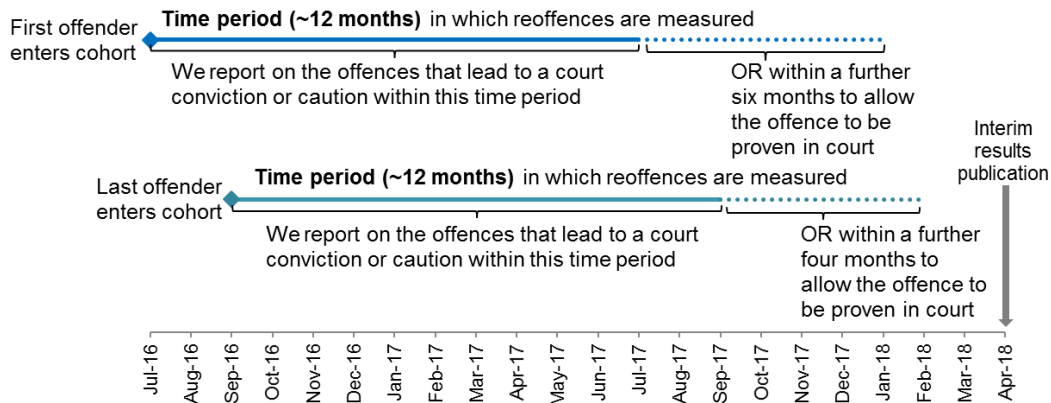 Time period (~12 months) in which reoffences are measured
First offender
enters cohort
We report on the offences that lead to a court
conviction or caution within this time period
OR within a further
six months to allow
the offence to be
proven in court
Interim
results
publication
Time period (~12 months) in which reoffences are measured
Last offender
enters cohort
We report on the offences that lead to a court
conviction or caution within this time period
OR within a further
four months to
allow the offence to
be proven in court
Jul-16
Aug-16
Sep-16
Oct-16
Nov-16
Dec-16
Jan-17
Feb-17
Mar-17
Apr-17
May-17
Jun-17
Jul-17
Aug-17
Sep-17
Oct-17
Nov-17
Dec-17
Jan-18
Feb-18
Mar-18
Apr-18